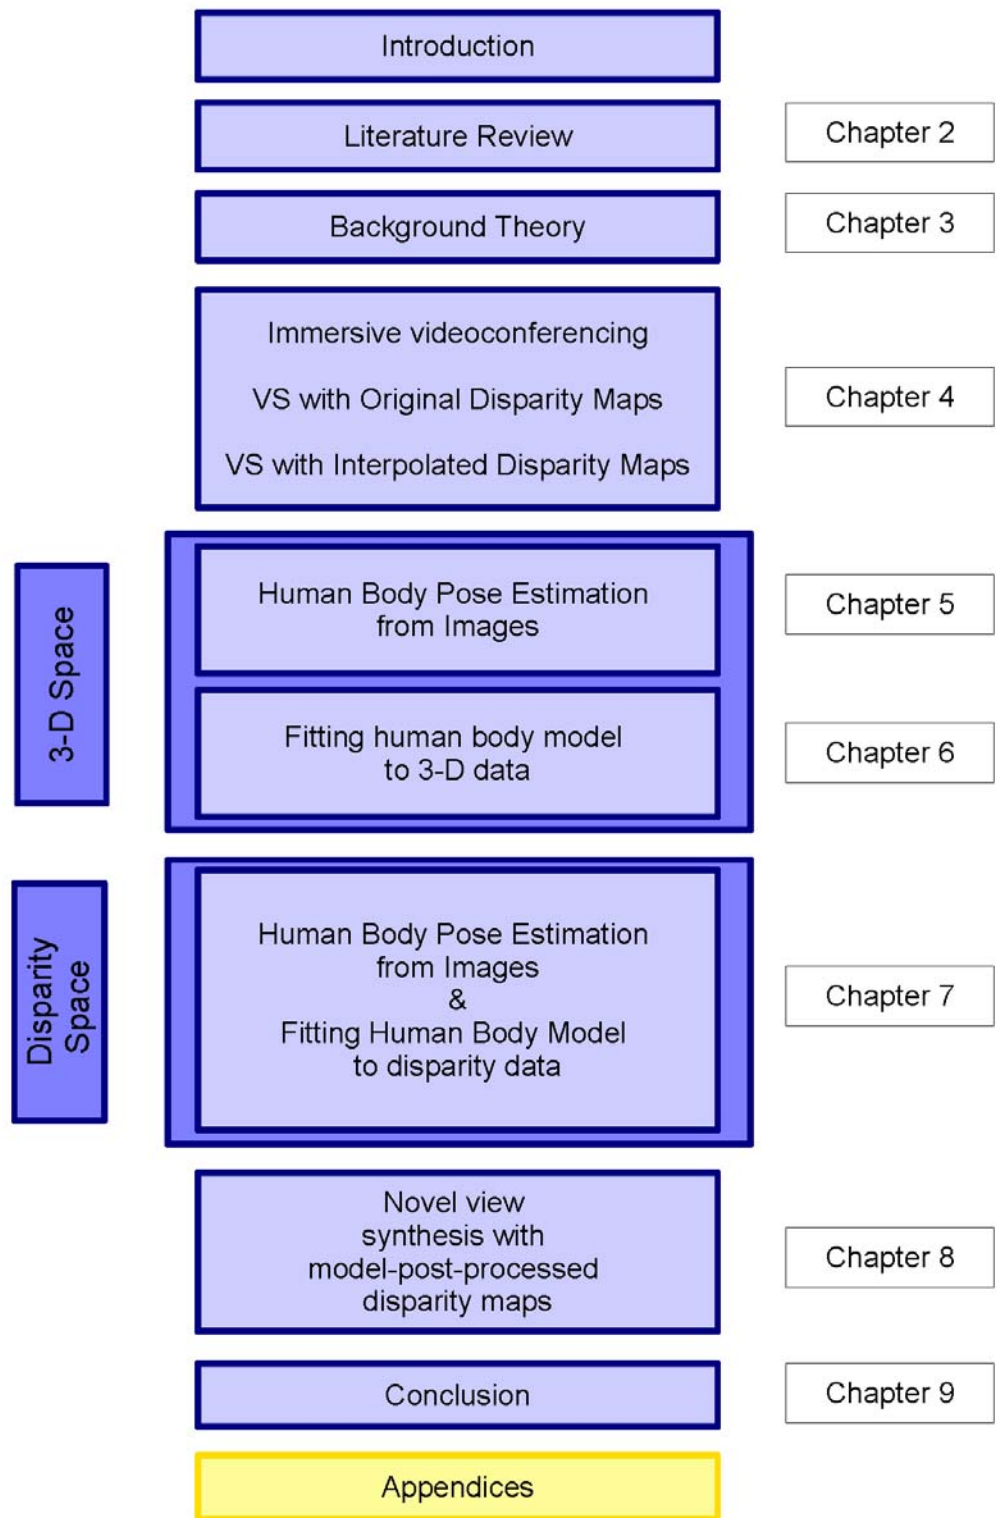 Introduction
Literature Review
Chapter 2
Background Theory
Chapter 3
Immersive videoconferencing
VS with Original Disparity Maps
VS with Interpolated Disparity Maps
Chapter 4
3-D Space
Human Body Pose Estimation
from Images
Chapter 5
Fitting human body model
to 3-D data
Chapter 6
Disparity
Space
Human Body Pose Estimation
from Images
&
Fitting Human Body Model
to disparity data
Chapter 7
Novel view
synthesis with
model-post-processed
disparity maps
Chapter 8
Conclusion
Chapter 9
Appendices